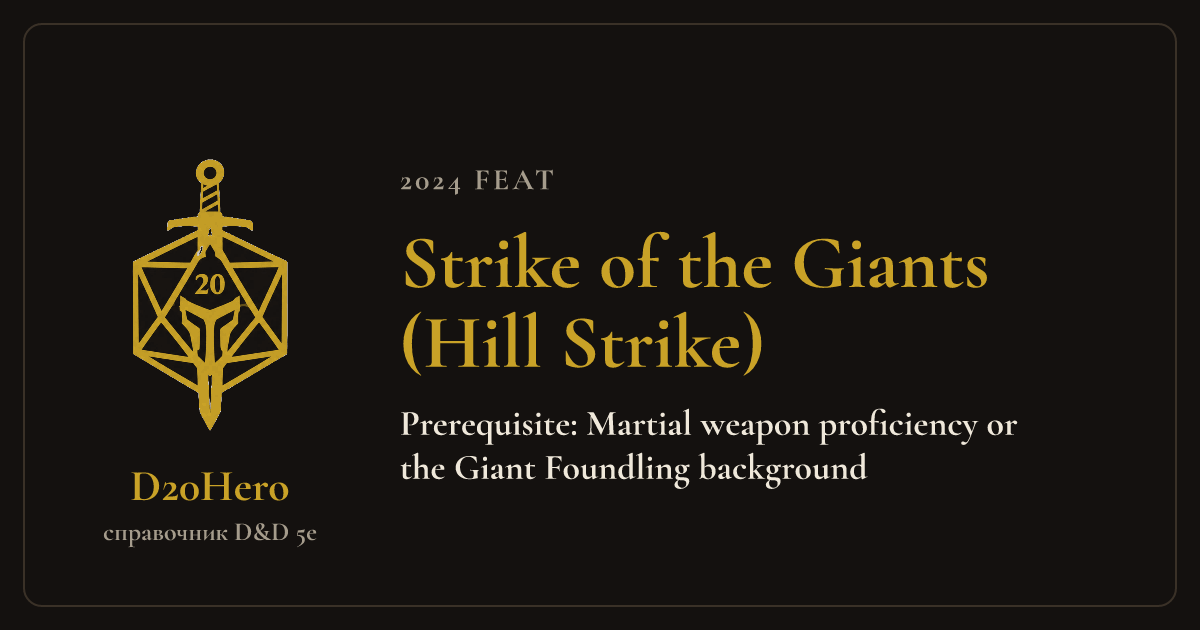 20
D20Hero
справочник D&D 5e
2024 FEAT
Strike of the Giants
(Hill Strike)
Prerequisite: Martial weapon proficiency or
the Giant Foundling background